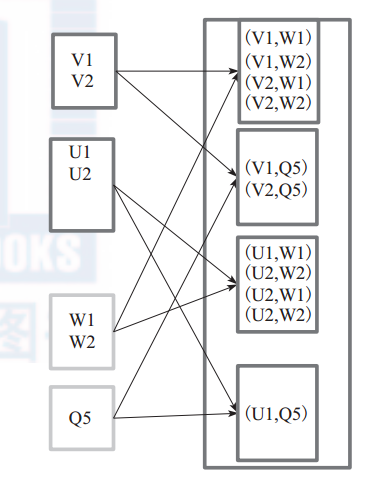 V1
V2
U1
U2
W1
W2
Q5
(V1,W1)
(V1,W2)
(V2,W1)
(V2,W2)
(V1,Q5)
(V2,Q5)
(U1,W1)
(U2,W2)
(U2,W1)
(U2,W2)
(U1,Q5)
OKS
图